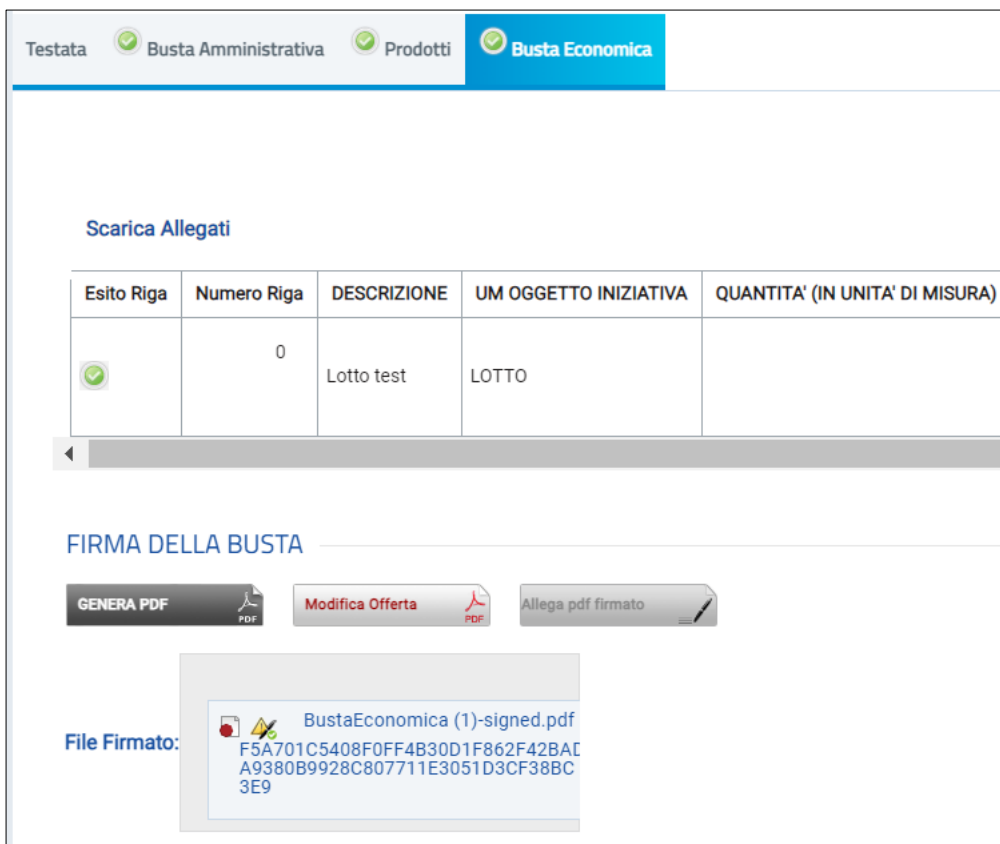 Testata Busta Amministrativa Prodotti Busta Economica
Scarica Allegati
Esito Riga Numero Riga DESCRIZIONE UM OGGETTO INIZIATIVA QUANTITA' (IN UNITA' DI MISURA)
0
Lotto test LOTTO
FIRMA DELLA BUSTA
GENERA PDF PDF Modifica Offerta PDF Allega pdf firmato
File Firmato: BustaEconomica (1)-signed.pdf
F5A701C5408F0FF4B30D1F862F42BAD
A9380B9928C807711E3051D3CF38BC
3E9